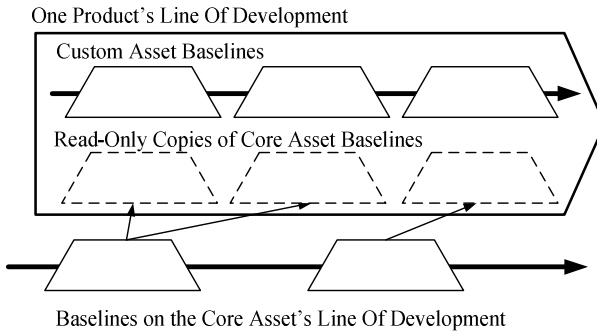 One Product's Line of Development
Custom Asset Baselines
Read-Only Copies of Core Asset Baselines
Baselines on the Core Asset's Line Of Development